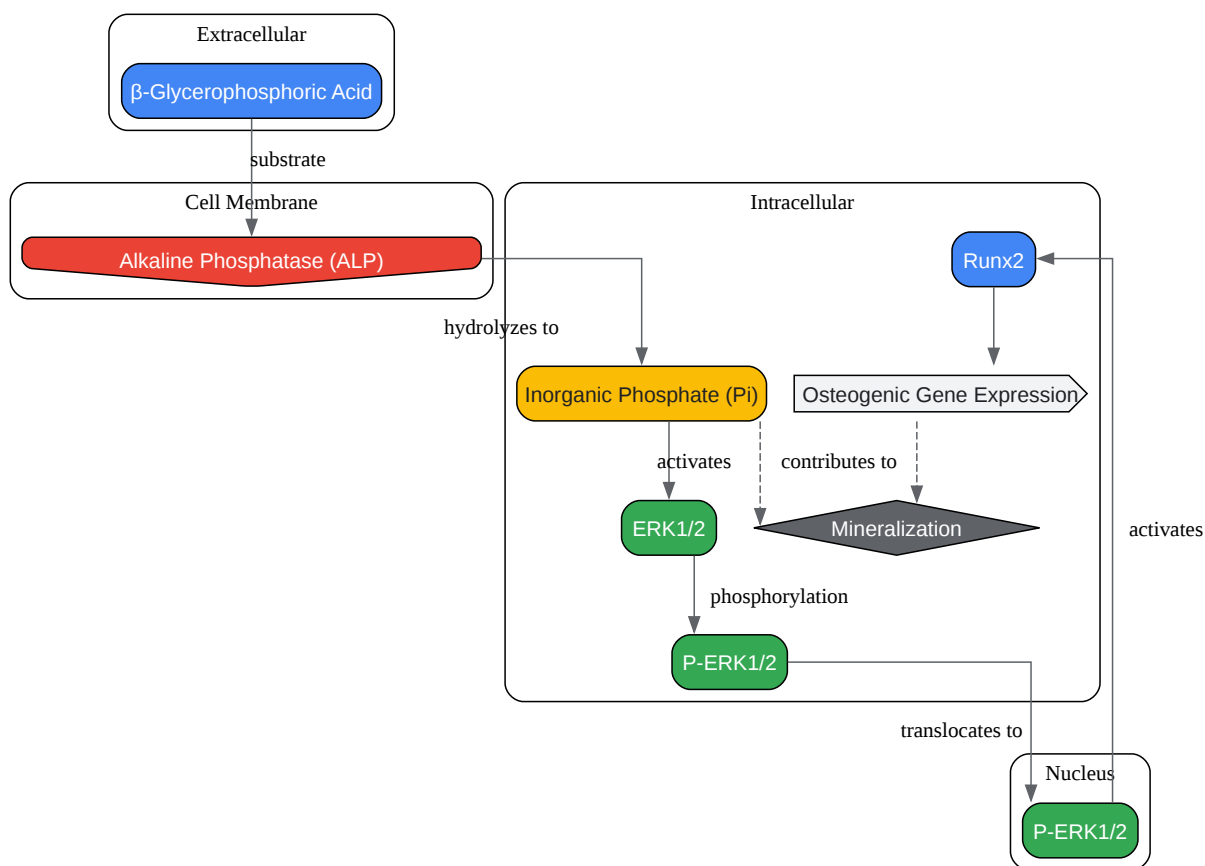 Extracellular
β-Glycerophosphoric Acid
substrate
Cell Membrane
Alkaline Phosphatase (ALP)
hydrolyzes to
Intracellular
Runx2
Inorganic Phosphate (Pi)
Osteogenic Gene Expression
activates
contributes to
ERK1/2
Mineralization
activates
phosphorylation
P-ERK1/2
translocates to
Nucleus
P-ERK1/2